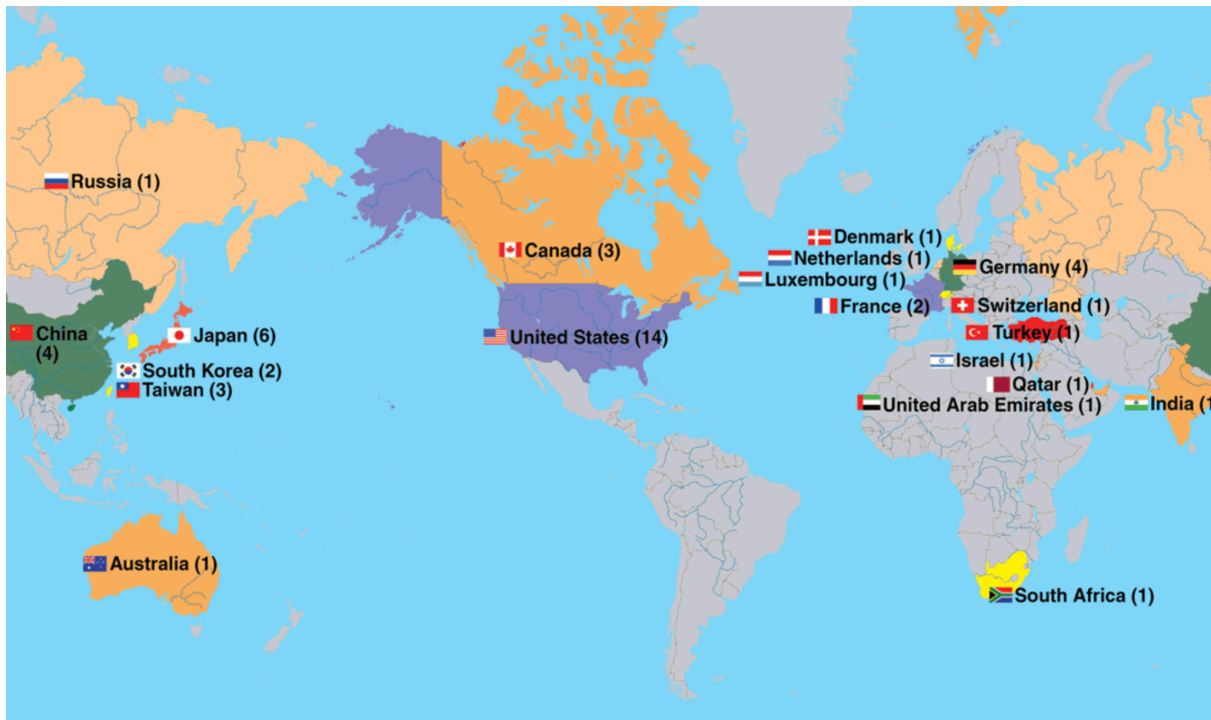 Russia (1)
Canada (3)
Denmark (1)
Netherlands (1)
Germany (4)
Luxembourg (1)
France (2)
Switzerland (1)
China
(4)
Japan (6)
United States (14)
Turkey (1)
Israel (1)
South Korea (2)
Taiwan (3)
Qatar (1)
United Arab Emirates (1)
India (1
Australia (1)
South Africa (1)